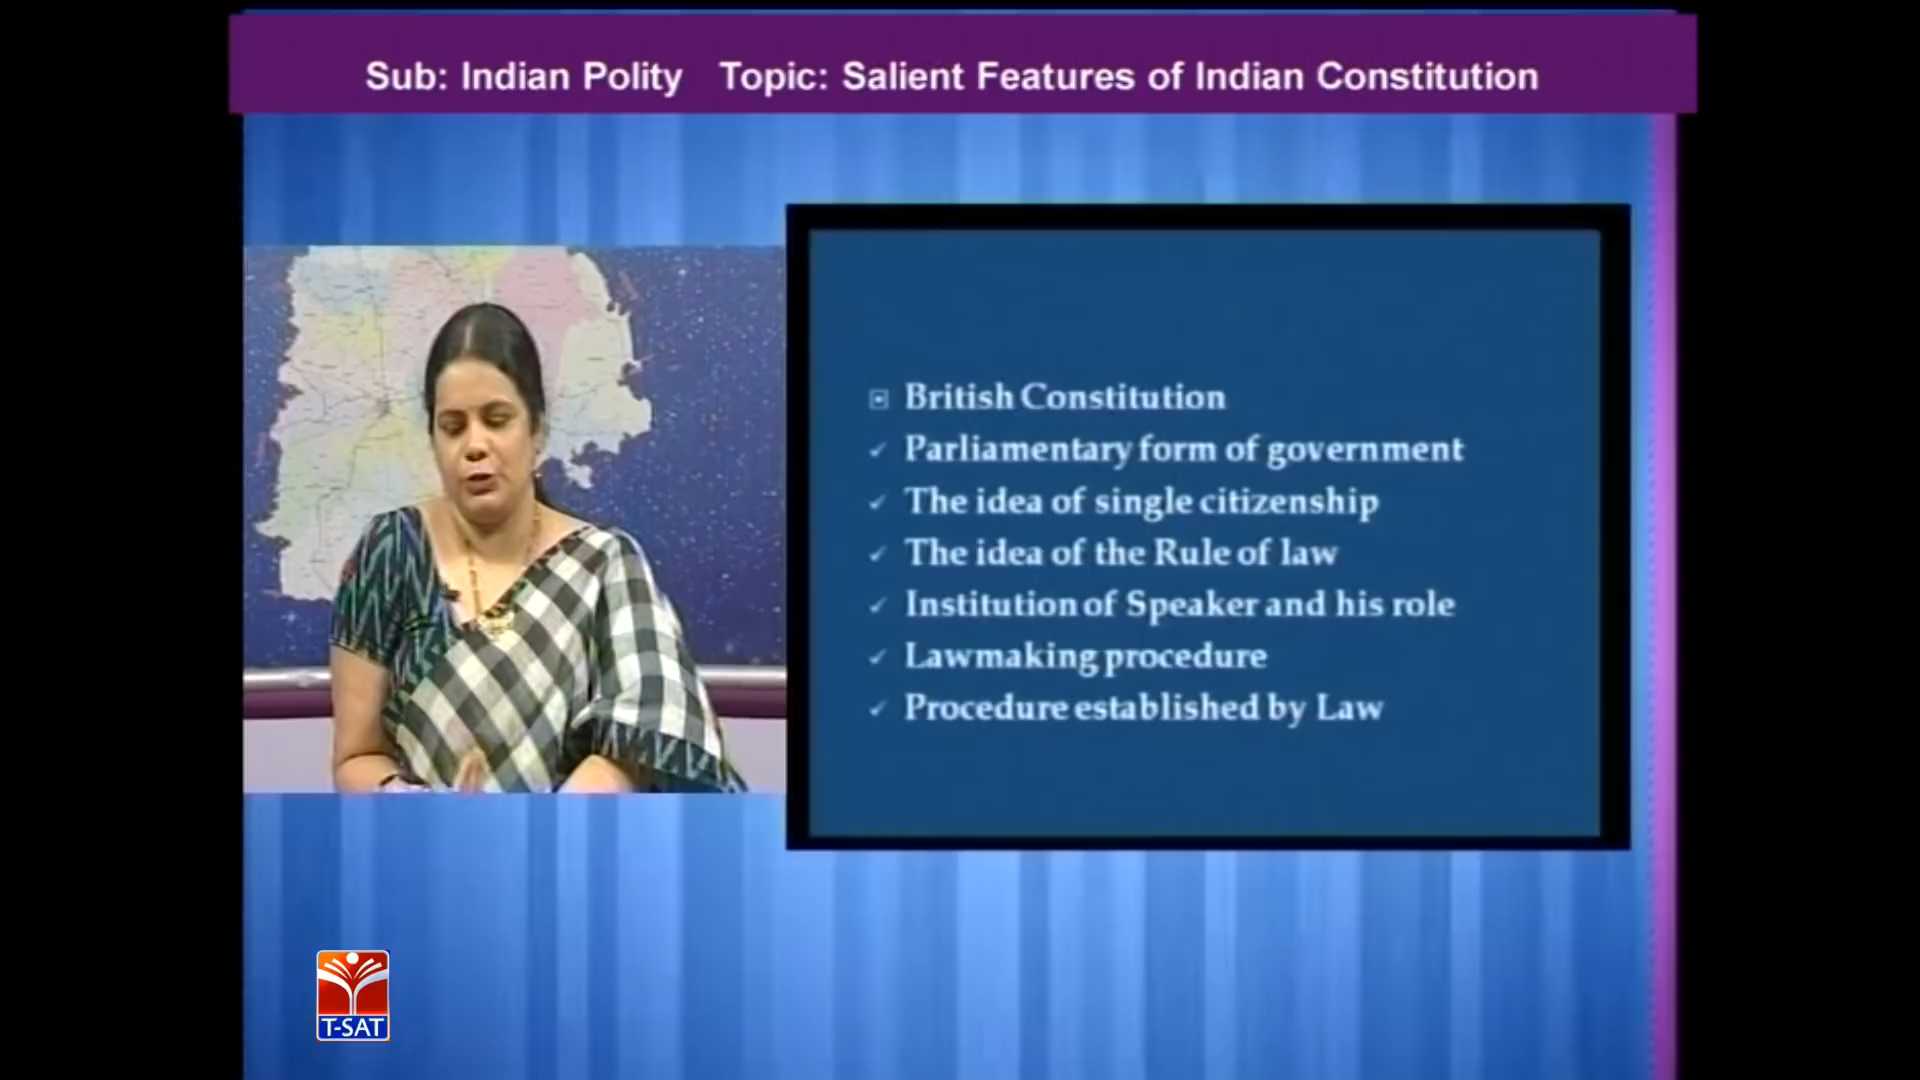 Sub: Indian Polity Topic: Salient Features of Indian Constitution
British Constitution
Parliamentary form of government
The idea of single citizenship
The idea of the Rule of law
Institution of Speaker and his role
Lawmaking procedure
Procedure established by Law
T-SAT